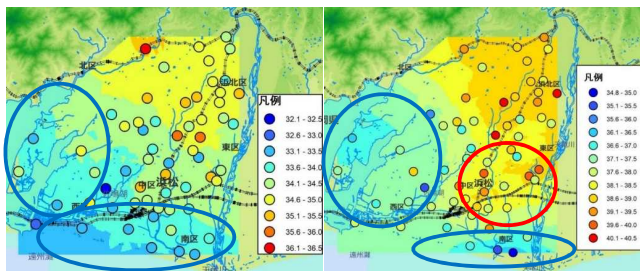 北区
浜北区
東区
中区
浜松
西区
南区
遠州灘
凡例
32.1 - 32.5
32.6 - 33.0
33.1 - 33.5
33.6 - 34.0
34.1 - 34.5
34.6 - 35.0
35.1 - 35.5
35.6 - 36.0
36.1 - 36.5
北区
浜北区
東区
中区
浜松
西区
南区
遠州灘
凡例
34.8 - 35.0
35.1 - 35.5
35.6 - 36.0
36.1 - 36.5
36.6 - 37.0
37.1 - 37.5
37.6 - 38.0
38.1 - 38.5
38.6 - 39.0
39.1 - 39.5
39.6 - 40.0
40.1 - 40.5